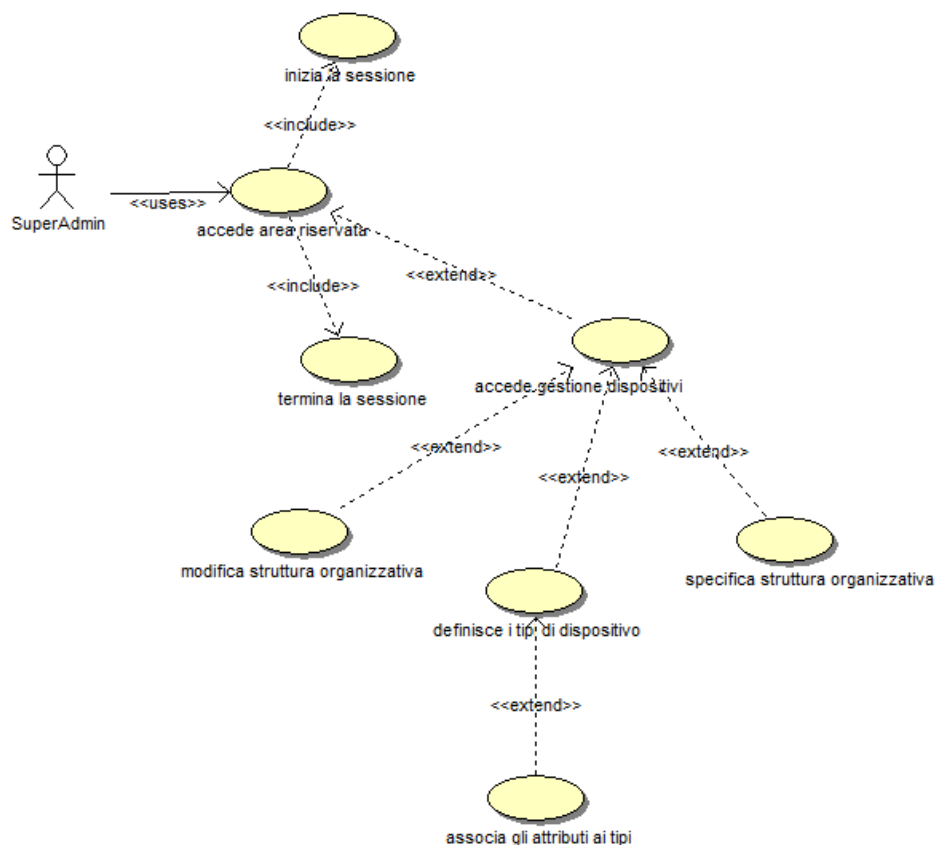 inizia la sessione
<<include>>
<<uses>>
SuperAdmin
accede area riservata
<<extend>>
<<include>>
accede gestione dispositivi
termina la sessione
<<extend>>
<<extend>>
<<extend>>
modifica struttura organizzativa
specifica struttura organizzativa
definisce i tipi di dispositivo
<<extend>>
associa gli attributi ai tipi